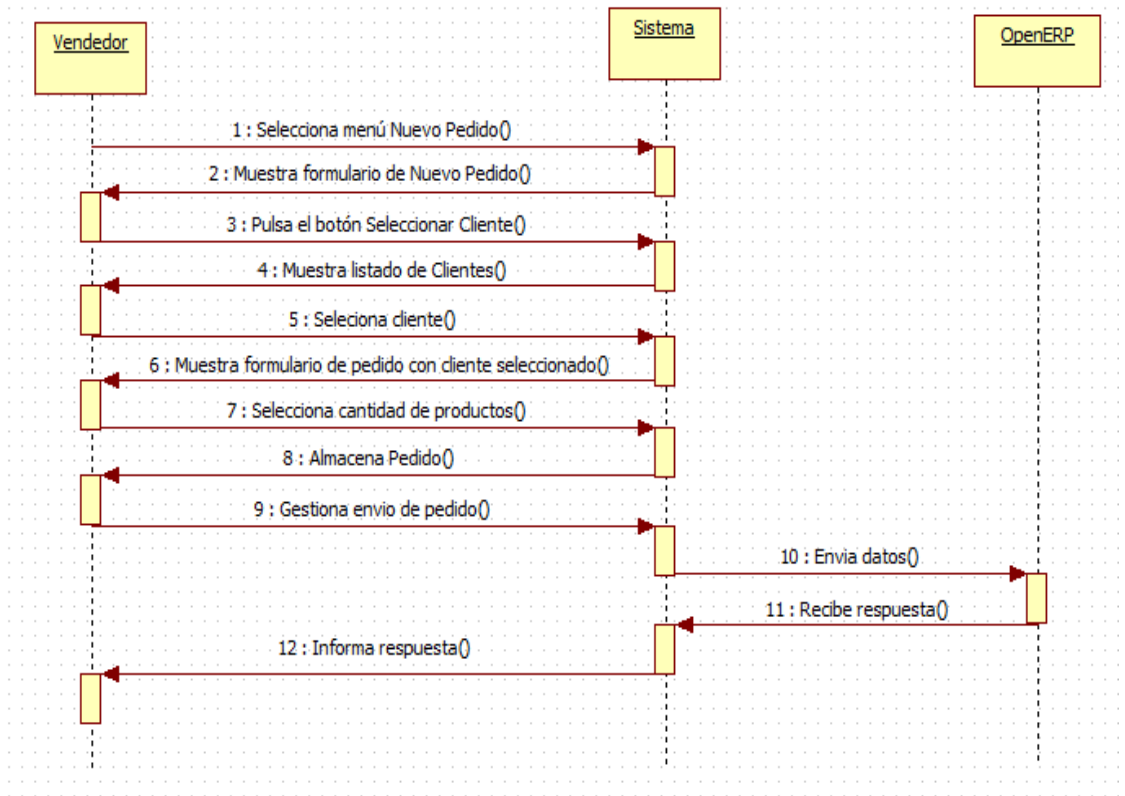 Vendedor
Sistema
OpenERP
1 : Selecciona menú Nuevo Pedido()
2 : Muestra formulario de Nuevo Pedido()
3 : Pulsa el botón Seleccionar Cliente()
4 : Muestra listado de Clientes()
5 : Seleciona cliente()
6 : Muestra formulario de pedido con cliente seleccionado()
7 : Selecciona cantidad de productos()
8 : Almacena Pedido()
9 : Gestiona envio de pedido()
10 : Envia datos()
11 : Recibe respuesta()
12 : Informa respuesta()